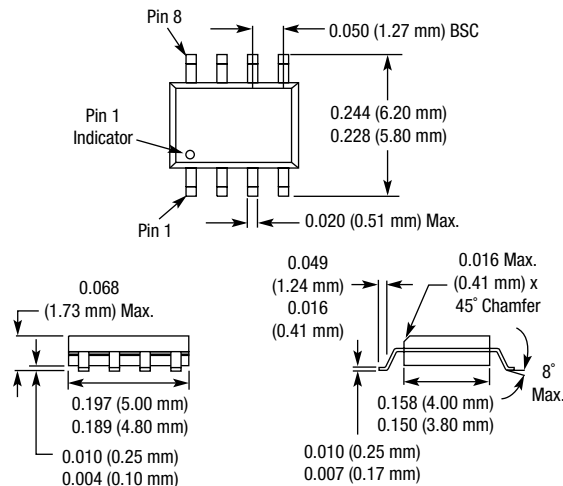 Pin 8
0.050 (1.27 mm) BSC
Pin 1
Indicator
0.244 (6.20 mm)
0.228 (5.80 mm)
Pin 1
0.020 (0.51 mm) Max.
0.068
(1.73 mm) Max.
0.197 (5.00 mm)
0.189 (4.80 mm)
0.010 (0.25 mm)
0.004 (0.10 mm)
0.049
(1.24 mm)
0.016
(0.41 mm)
0.016 Max.
(0.41 mm) x
45˚ Chamfer
8˚
Max.
0.158 (4.00 mm)
0.150 (3.80 mm)
0.010 (0.25 mm)
0.007 (0.17 mm)